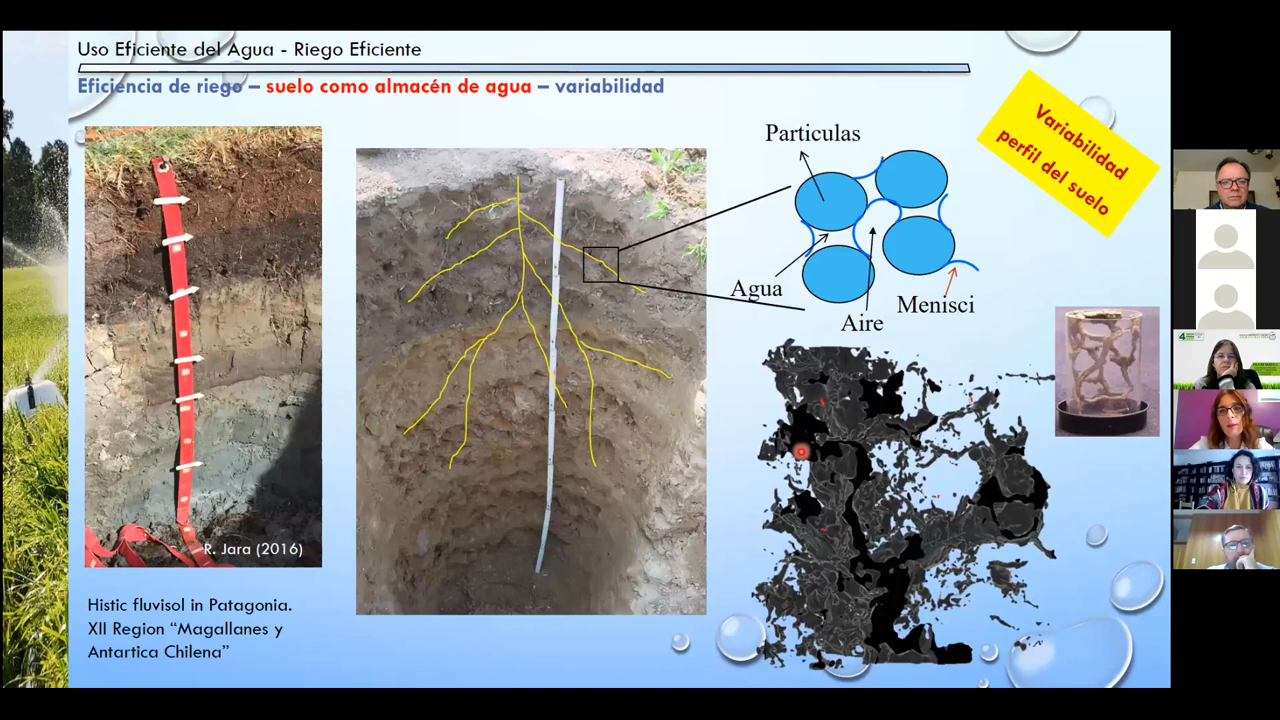 Uso Eficiente del Agua - Riego Eficiente
Eficiencia de riego – suelo como almacén de agua – variabilidad
Variabilidad
perfil del suelo
Particulas
Agua
Aire
Menisci
R. Jara (2016)
Histic fluvisol in Patagonia.
XII Region “Magallanes y
Antartica Chilena”